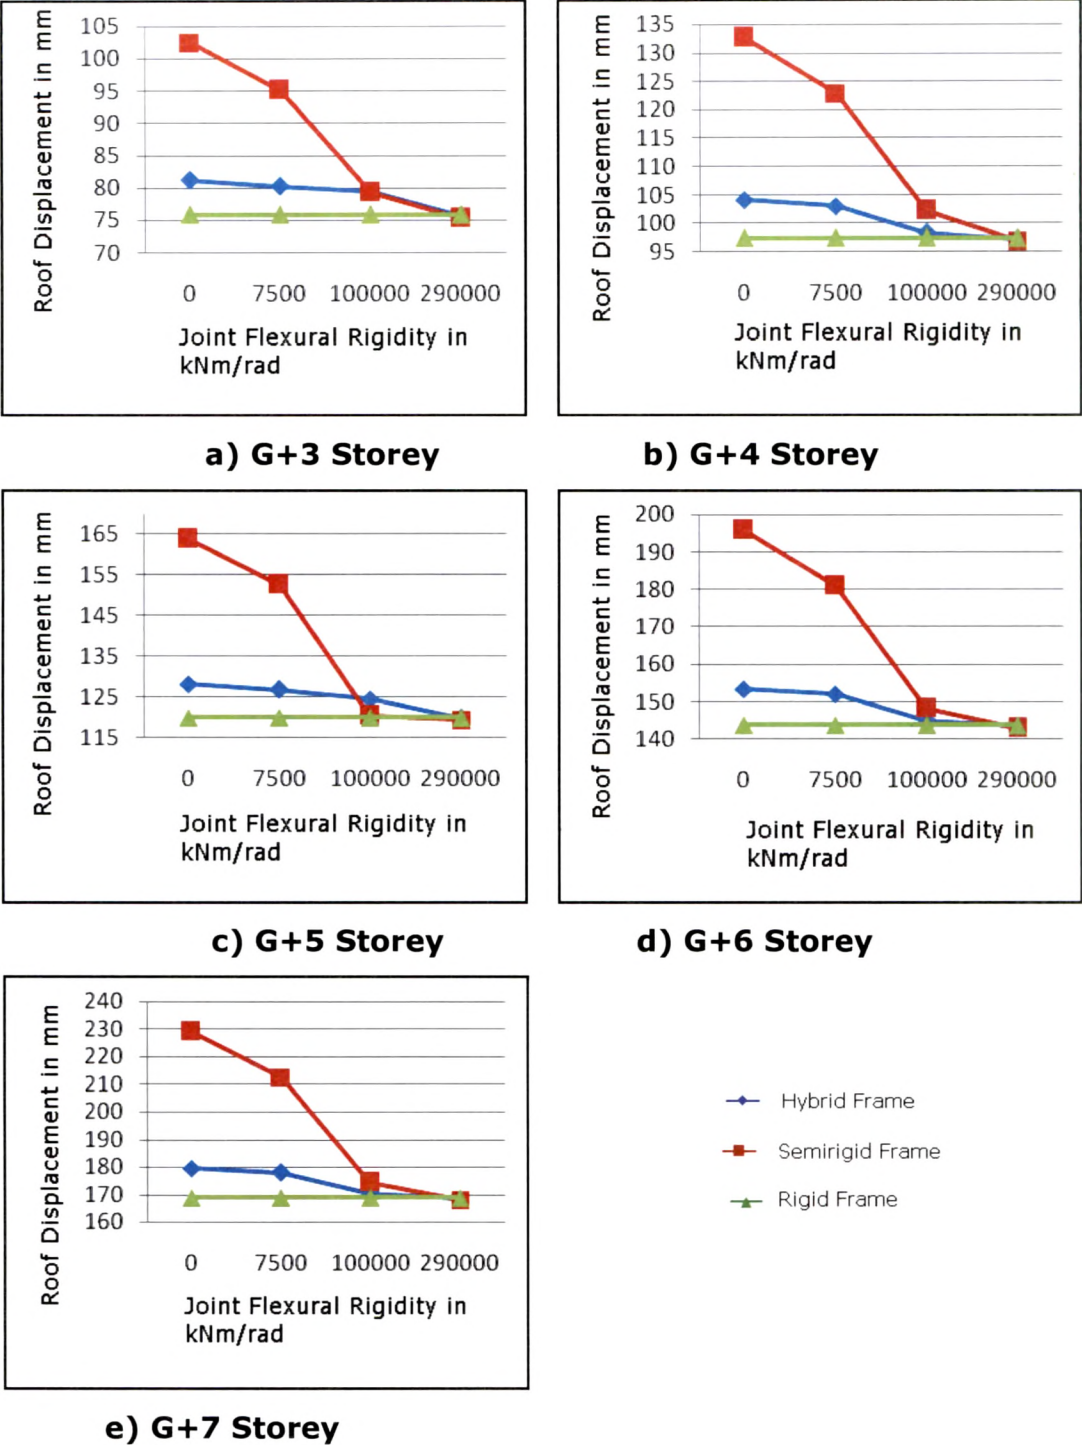 Roof Displacement in mm
105
100
95
90
85
80
75
70
0 7500 100000 290000
Joint Flexural Rigidity in
kNm/rad
a) G+3 Storey
Roof Displacement in mm
135
130
125
120
115
110
105
100
95
0 7500 100000 290000
Joint Flexural Rigidity in
kNm/rad
b) G+4 Storey
Roof Displacement in mm
165
155
145
135
125
115
0 7500 100000 290000
Joint Flexural Rigidity in
kNm/rad
c) G+5 Storey
Roof Displacement in mm
200
190
180
170
160
150
140
0 7500 100000 290000
Joint Flexural Rigidity in
kNm/rad
d) G+6 Storey
Roof Displacement in mm
240
230
220
210
200
190
180
170
160
0 7500 100000 290000
Joint Flexural Rigidity in
kNm/rad
e) G+7 Storey
Hybrid Frame
Semirigid Frame
Rigid Frame